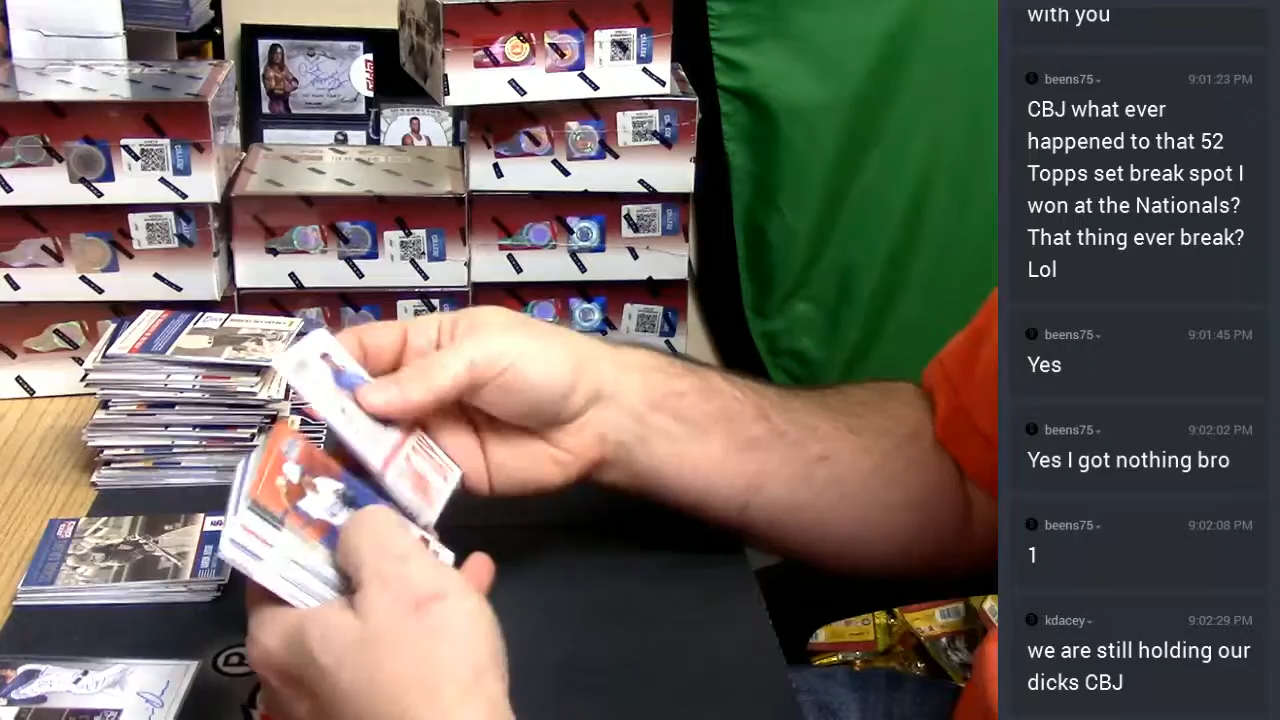 with you
beens75
9:01:23 PM
CBJ what ever
happened to that 52
Topps set break spot I
won at the Nationals?
That thing ever break?
Lol
beens75
9:01:45 PM
Yes
beens75
9:02:02 PM
Yes I got nothing bro
beens75
9:02:08 PM
1
kdacey
9:02:29 PM
we are still holding our
dicks CBJ